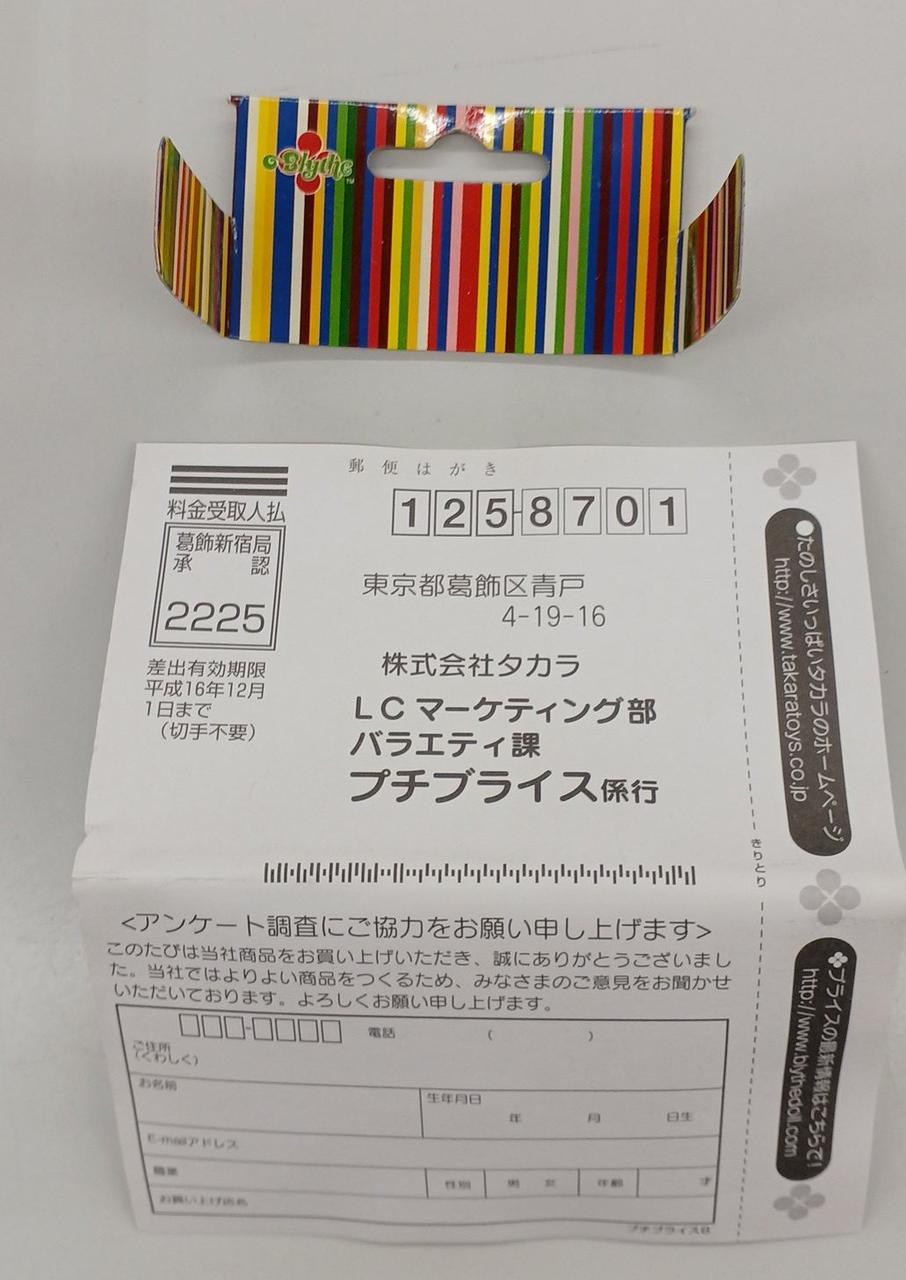 Blythe™
郵便はがき
料金受取人払
葛飾新宿局
承認
2225
差出有効期限
平成16年12月
1日まで
(切手不要)
125-8701
東京都葛飾区青戸
4-19-16
株式会社タカラ
LCマーケティング部
バラエティ課
プチブライス係行
●たのしさいっぱいタカラのホームページ
http://www.takaratoys.co.jp
きりとり
ブライスの最新情報はこちらで!
http://www.blythedoll.com
<アンケート調査にご協力をお願い申し上げます>
このたびは当社商品をお買い上げいただき、誠にありがとうございまし
た。当社ではよりよい商品をつくるため、みなさまのご意見をお聞かせ
いただいております。よろしくお願い申し上げます。
電話 ( )
ご住所
(くわしく)
お名前
生年月日
年 月 日生
E-mailアドレス
職業
性別 男 女 年齢 才
お買い上げ店名
プチブライスB